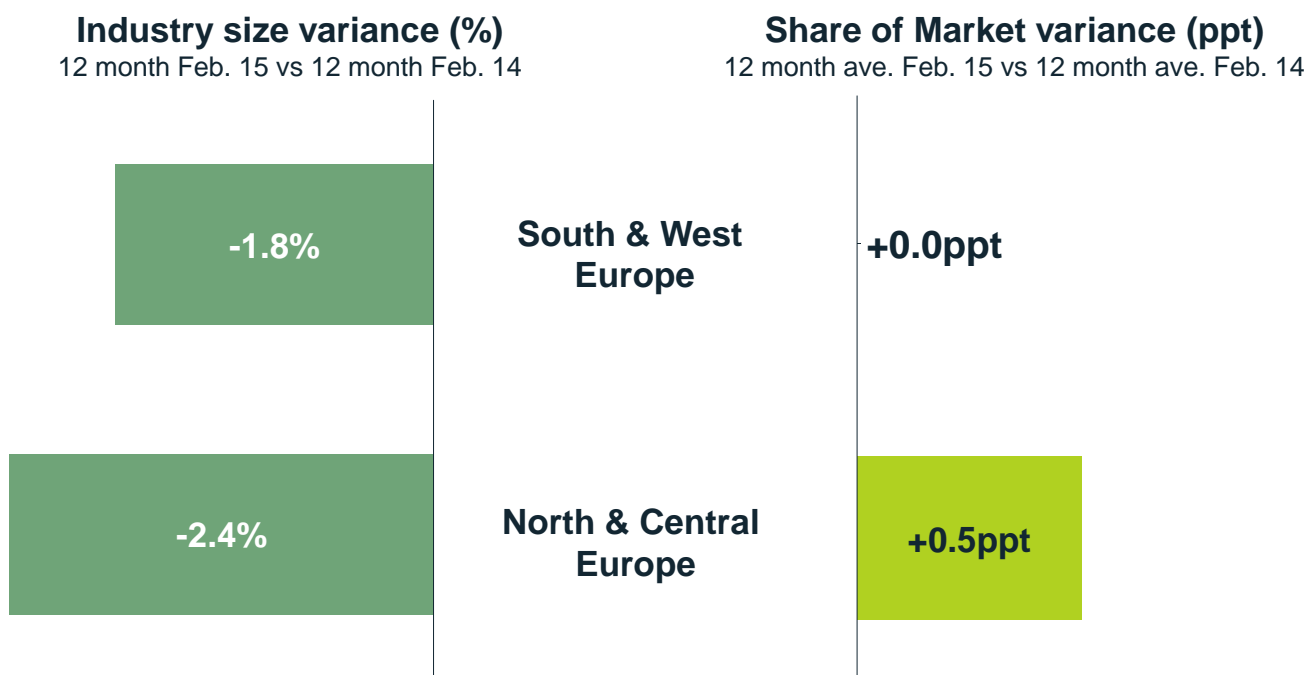 Industry size variance (%)
12 month Feb. 15 vs 12 month Feb. 14
Share of Market variance (ppt)
12 month ave. Feb. 15 vs 12 month ave. Feb. 14
-1.8%
South & West
Europe
+0.0ppt
-2.4%
North & Central
Europe
+0.5ppt